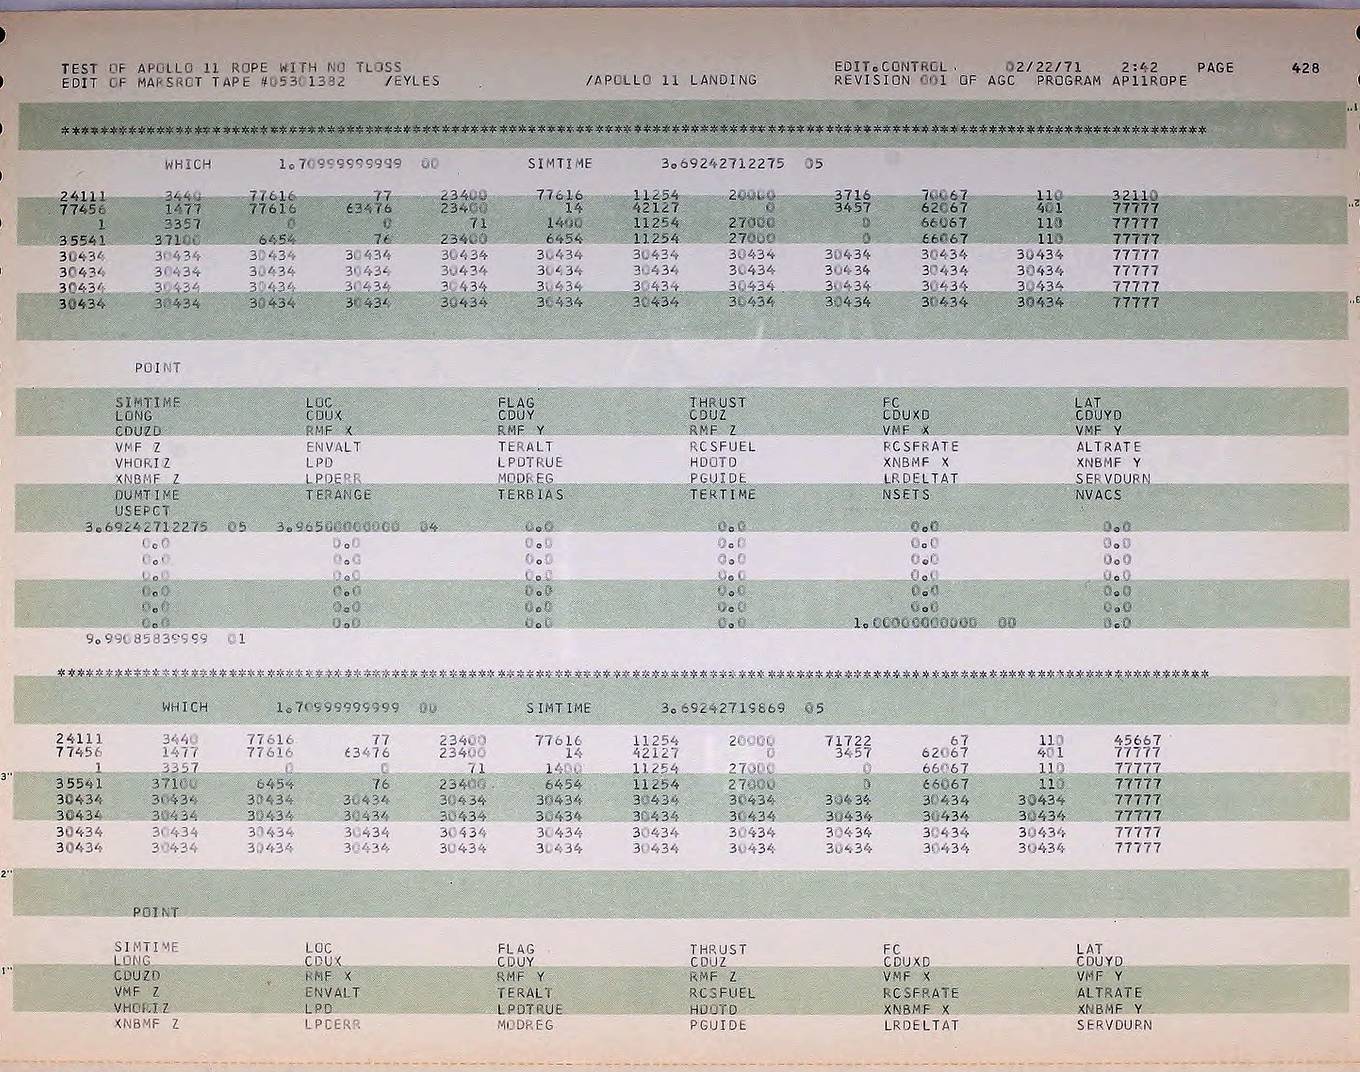 TEST OF APOLLO 11 ROPE WITH NO TLOSS EDIT.CONTROL. 02/22/71 2:42 PAGE 428
EDIT OF MARSROT TAPE #05301382 /EYLES /APOLLO 11 LANDING REVISION 001 OF AGC PROGRAM AP11ROPE
WHICH 1.70999999999 00 SIMTIME 3.69242712275 05
24111 3440 77616 77 23400 77616 11254 20000 3716 70067 110 32110
77456 1477 77616 63476 23400 14 42127 0 3457 62067 401 77777
1 3357 0 0 71 1400 11254 27000 0 66067 110 77777
35541 37100 6454 76 23400 6454 11254 27000 0 66067 110 77777
30434 30434 30434 30434 30434 30434 30434 30434 30434 30434 30434 77777
30434 30434 30434 30434 30434 30434 30434 30434 30434 30434 30434 77777
30434 30434 30434 30434 30434 30434 30434 30434 30434 30434 30434 77777
30434 30434 30434 30434 30434 30434 30434 30434 30434 30434 30434 77777
POINT
SIMTIME LOC FLAG THRUST FC LAT
LONG CDUX CDUY CDUZ CDUXD CDUYD
CDUZD RMF X RMF Y RMF Z VMF X VMF Y
VMF Z ENVALT TERALT RCSFUEL RCSFRATE ALTRATE
VHORIZ LPD LPDTRUE HDOTD XNBMF X XNBMF Y
XNBMF Z LPDERR MODREG PGUIDE LRDELTAT SERVDURN
DUMTIME TERANGE TERBIAS TERTIME NSETS NVACS
USEPCT
3.69242712275 05 3.96500000000 04 0.0 0.0 0.0 0.0
0.0 0.0 0.0 0.0 0.0 0.0
0.0 0.0 0.0 0.0 0.0 0.0
0.0 0.0 0.0 0.0 0.0 0.0
0.0 0.0 0.0 0.0 0.0 0.0
0.0 0.0 0.0 0.0 0.0 0.0
0.0 0.0 0.0 0.0 1.00000000000 00 0.0
9.99085839999 01
WHICH 1.70999999999 00 SIMTIME 3.69242719869 05
24111 3440 77616 77 23400 77616 11254 20000 71722 67 110 45667
77456 1477 77616 63476 23400 14 42127 0 3457 62067 401 77777
1 3357 0 0 71 1400 11254 27000 0 66067 110 77777
35541 37100 6454 76 23400 6454 11254 27000 0 66067 110 77777
30434 30434 30434 30434 30434 30434 30434 30434 30434 30434 30434 77777
30434 30434 30434 30434 30434 30434 30434 30434 30434 30434 30434 77777
30434 30434 30434 30434 30434 30434 30434 30434 30434 30434 30434 77777
30434 30434 30434 30434 30434 30434 30434 30434 30434 30434 30434 77777
POINT
SIMTIME LOC FLAG THRUST FC LAT
LONG CDUX CDUY CDUZ CDUXD CDUYD
CDUZD RMF X RMF Y RMF Z VMF X VMF Y
VMF Z ENVALT TERALT RCSFUEL RCSFRATE ALTRATE
VHORIZ LPD LPDTRUE HDOTD XNBMF X XNBMF Y
XNBMF Z LPDERR MODREG PGUIDE LRDELTAT SERVDURN
3"
2"
1"